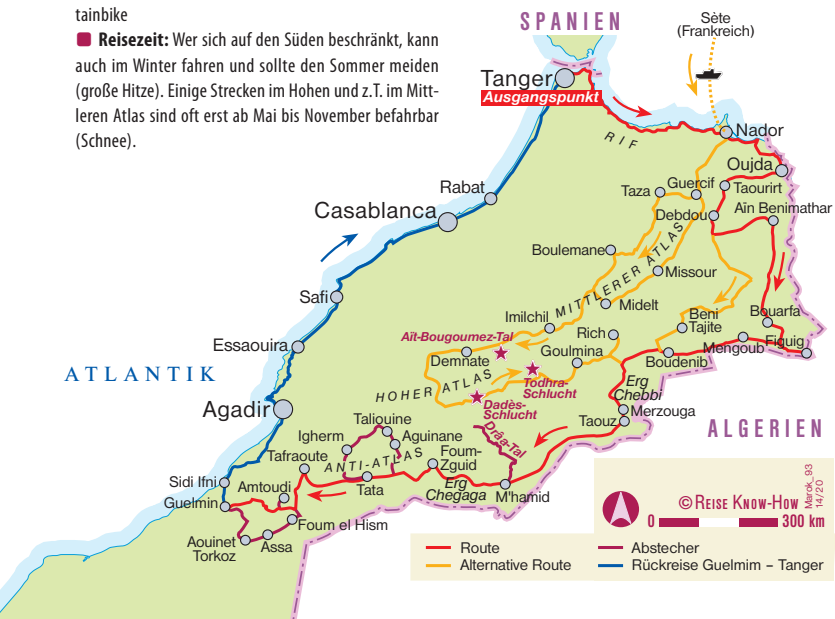 tainbike
Reisezeit: Wer sich auf den Süden beschränkt, kann
auch im Winter fahren und sollte den Sommer meiden
(große Hitze). Einige Strecken im Hohen und z.T. im Mitt-
leren Atlas sind oft erst ab Mai bis November befahrbar
(Schnee).
SPANIEN
Sète
(Frankreich)
Tanger
Ausgangspunkt
RIF
Nador
Oujda
Taza
Guercif
Taourirt
Rabat
Casablanca
Debdou
Aïn Benimathar
Boulemane
MITTLERER ATLAS
Missour
Safi
Imilchil
Midelt
Beni
Tajite
Bouarfa
Essaouira
Aït-Bougoumez-Tal
Rich
Mengoub
Figuig
Demnate
Goulmina
Boudenib
ATLANTIK
HOHER ATLAS
Todhra-
Schlucht
Erg
Chebbi
Dadès-
Schlucht
Merzouga
Agadir
Taliouine
Taouz
ALGERIEN
Igherm
Aguinane
Drâa-Tal
Tafraoute
ANTI-ATLAS
Foum-
Zguid
Sidi Ifni
Amtoudi
Tata
Erg
Chegaga
M'hamid
Guelmin
Foum el Hism
Aouinet
Torkoz
Assa
© REISE KNOW-HOW
Marok_93
14/20
0
300 km
Route
Abstecher
Alternative Route
Rückreise Guelmim – Tanger